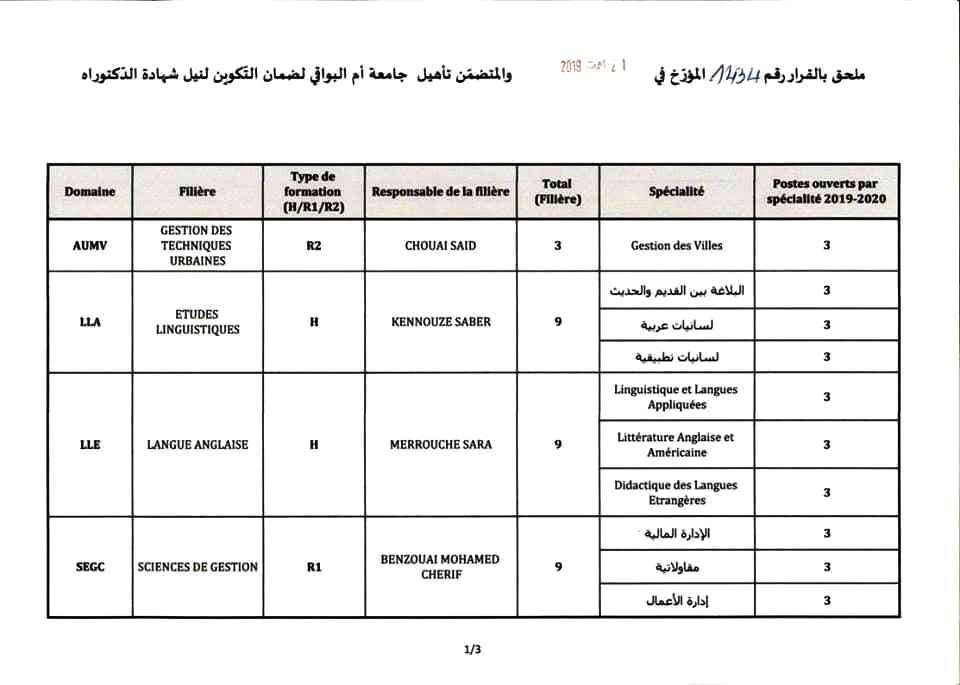 ملحق بالقرار رقم 1434 المؤرّخ في 2019 والمتضمّن تأهيل جامعة أم البواقي لضمان التكوين لنيل شهادة الدّكتوراه
Domaine
Filière
Type de
formation
(H/R1/R2)
Responsable de la filière
Total
(Filière)
Spécialité
Postes ouverts par
spécialité 2019-2020
AUMV
GESTION DES
TECHNIQUES
URBAINES
R2
CHOUAI SAID
3
Gestion des Villes
3
LLA
ETUDES
LINGUISTIQUES
H
KENNOUZE SABER
9
البلاغة بين القديم والحديث
3
لسانيات عربية
3
لسانيات تطبيقية
3
LLE
LANGUE ANGLAISE
H
MERROUCHE SARA
9
Linguistique et Langues
Appliquées
3
Littérature Anglaise et
Américaine
3
Didactique des Langues
Etrangères
3
SEGC
SCIENCES DE GESTION
R1
BENZOUAI MOHAMED
CHERIF
9
الإدارة المالية
3
مقاولاتية
3
إدارة الأعمال
3
1/3